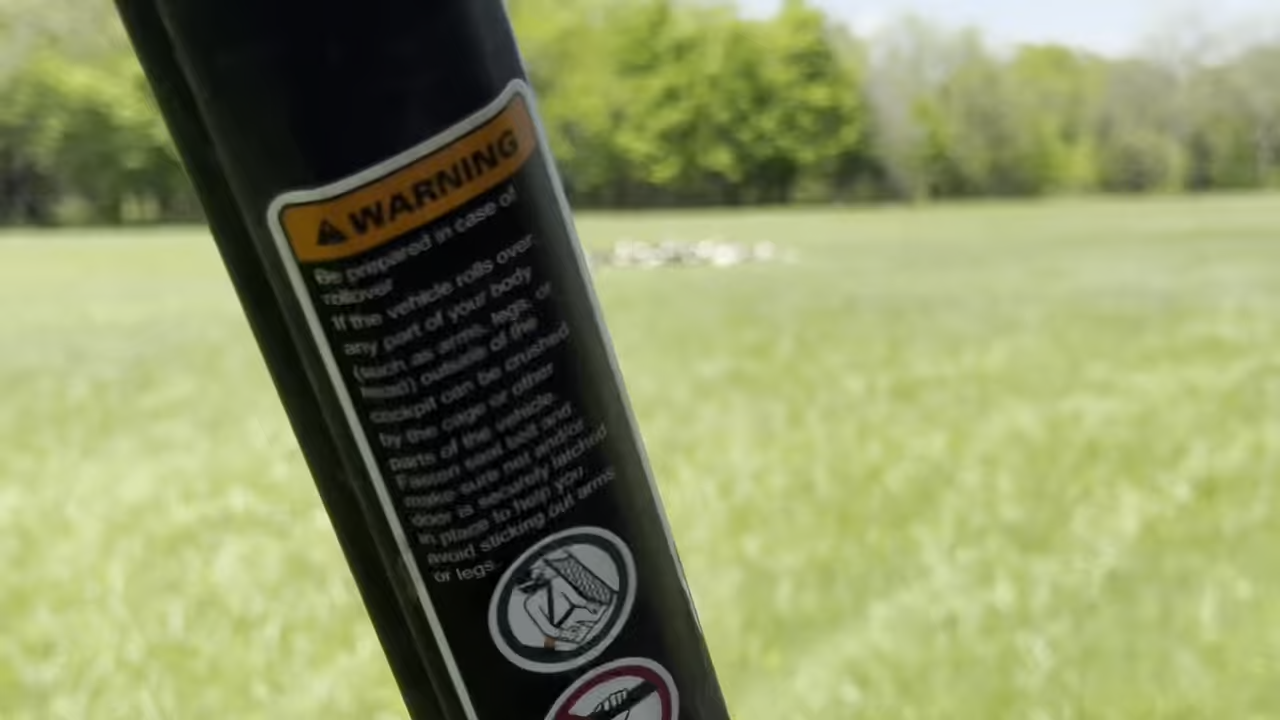 WARNING
Be prepared in case of
rollover
If the vehicle rolls over,
any part of your body
(such as arms, legs, or
head) outside of the
cockpit can be crushed
by the cage or other
parts of the vehicle.
Fasten seat belt and
make sure net and/or
door is securely latched
in place to help you
avoid sticking out arms
or legs.